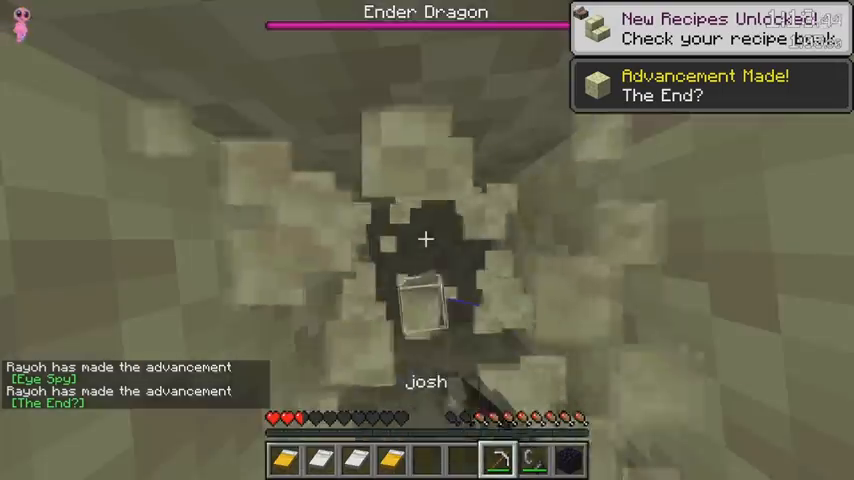 Ender Dragon
New Recipes Unlocked!
Check your recipe book.
Advancement Made!
The End?
Rayoh has made the advancement
[Eye Spy]
Rayoh has made the advancement
[The End?]
josh